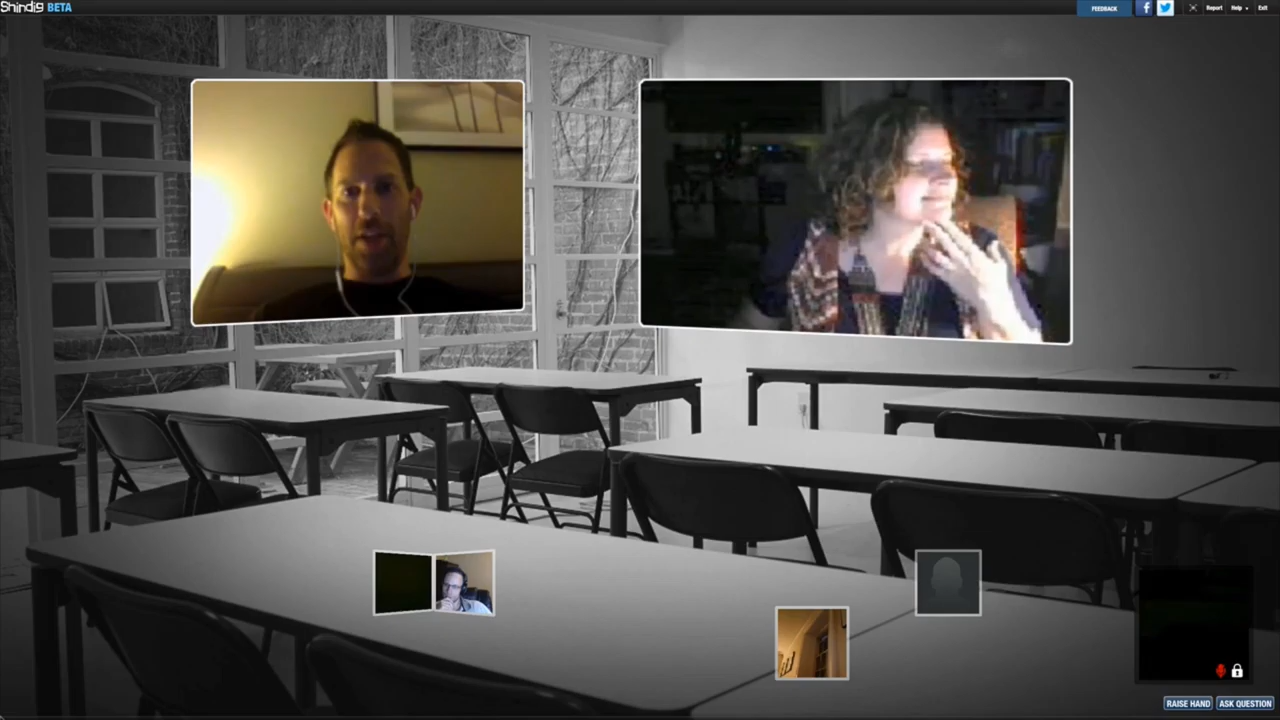 Shindig BETA
FEEDBACK
Report
Help
Exit
RAISE HAND
ASK QUESTION